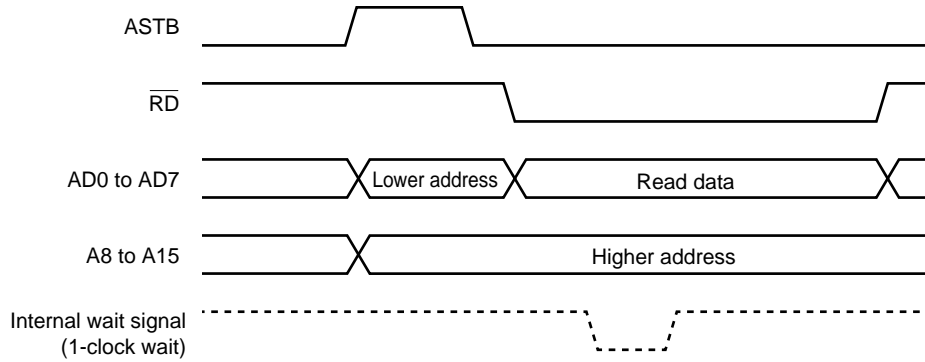 ASTB
R̅D̅
AD0 to AD7
Lower address
Read data
A8 to A15
Higher address
Internal wait signal
(1-clock wait)